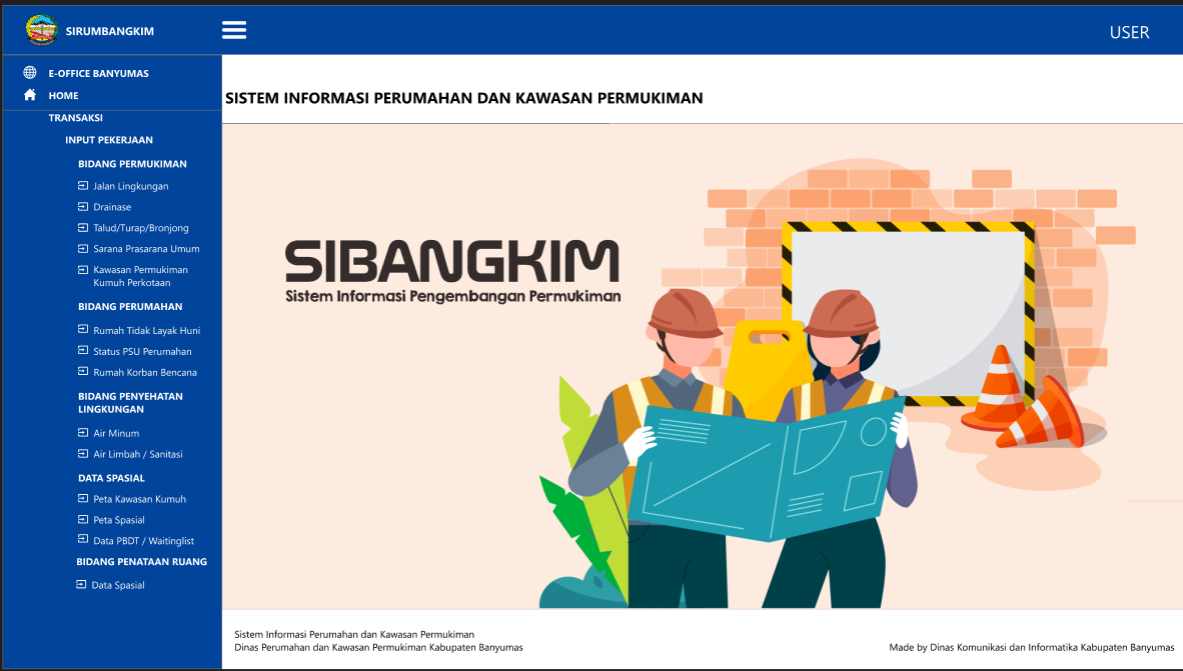 SIRUMBANGKIM
USER
E-OFFICE BANYUMAS
HOME
TRANSAKSI
INPUT PEKERJAAN
BIDANG PERMUKIMAN
Jalan Lingkungan
Drainase
Talud/Turap/Bronjong
Sarana Prasarana Umum
Kawasan Permukiman
Kumuh Perkotaan
BIDANG PERUMAHAN
Rumah Tidak Layak Huni
Status PSU Perumahan
Rumah Korban Bencana
BIDANG PENYEHATAN
LINGKUNGAN
Air Minum
Air Limbah / Sanitasi
DATA SPASIAL
Peta Kawasan Kumuh
Peta Spasial
Data PBDT / Waitinglist
BIDANG PENATAAN RUANG
Data Spasial
SISTEM INFORMASI PERUMAHAN DAN KAWASAN PERMUKIMAN
SIBANGKIM
Sistem Informasi Pengembangan Permukiman
Sistem Informasi Perumahan dan Kawasan Permukiman
Dinas Perumahan dan Kawasan Permukiman Kabupaten Banyumas
Made by Dinas Komunikasi dan Informatika Kabupaten Banyumas